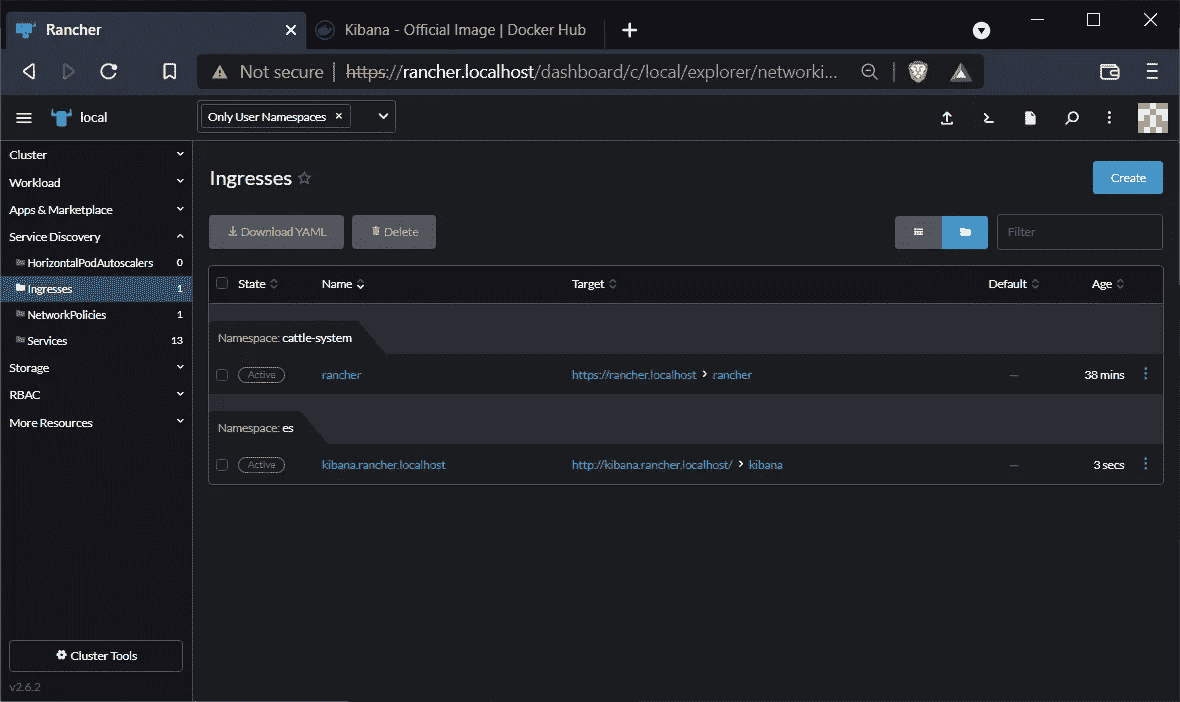 Rancher
Kibana - Official Image | Docker Hub
Not secure | https://rancher.localhost/dashboard/c/local/explorer/networki...
local
Only User Namespaces
Cluster
Workload
Apps & Marketplace
Service Discovery
HorizontalPodAutoscalers 0
Ingresses 1
NetworkPolicies 1
Services 13
Storage
RBAC
More Resources
Cluster Tools
v2.6.2
Ingresses
Create
Download YAML Delete
Filter
State Name Target Default Age
Namespace: cattle-system
Active rancher https://rancher.localhost > rancher — 38 mins
Namespace: es
Active kibana.rancher.localhost http://kibana.rancher.localhost/ > kibana — 3 secs